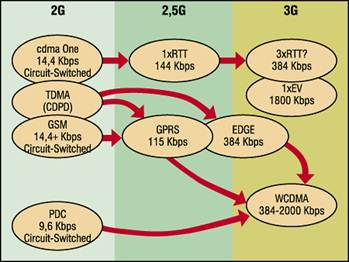 2G
2,5G
3G
cdma One
14,4 Kbps
Circuit-Switched
1xRTT
144 Kbps
3xRTT?
384 Kbps
1xEV
1800 Kbps
TDMA
(CDPD)
GSM
14,4+ Kbps
Circuit-Switched
GPRS
115 Kbps
EDGE
384 Kbps
WCDMA
384-2000 Kbps
PDC
9,6 Kbps
Circuit-Switched